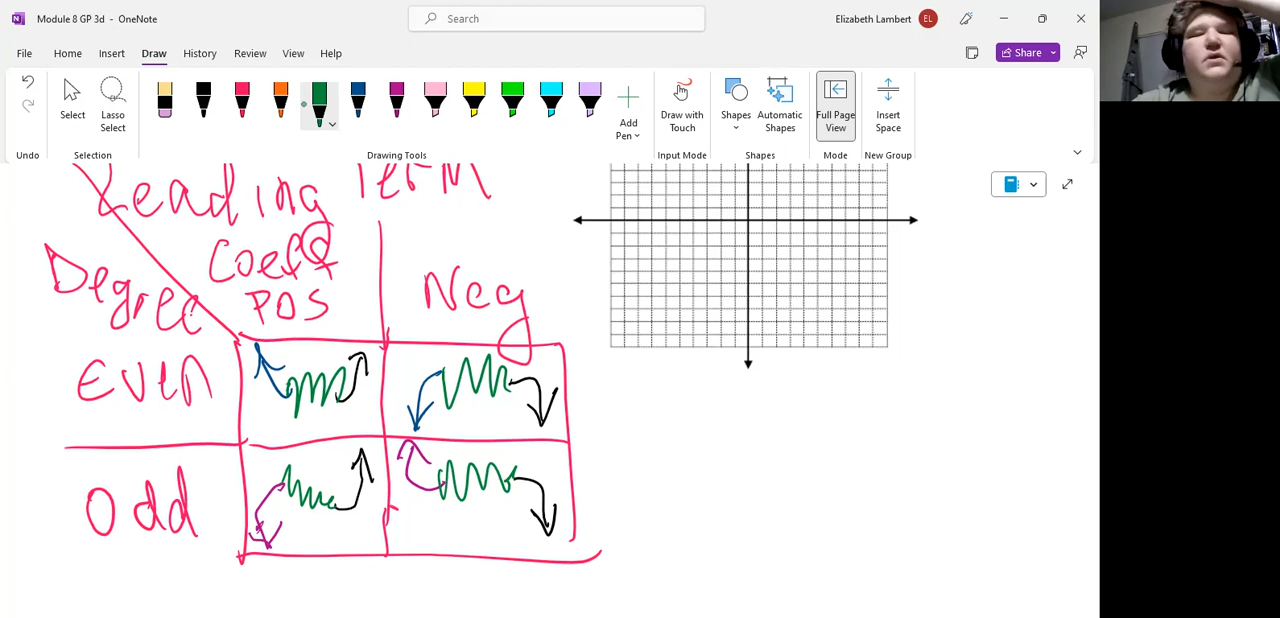 Module 8 GP 3d - OneNote
Search
Elizabeth Lambert EL
File Home Insert Draw History Review View Help
Share
Undo
Select
Lasso Select
Selection
Drawing Tools
Add Pen
Draw with Touch
Input Mode
Shapes
Automatic Shapes
Shapes
Full Page View
Mode
Insert Space
New Group
Leading Term
Coeff
Degree POS Neg
Even
Odd